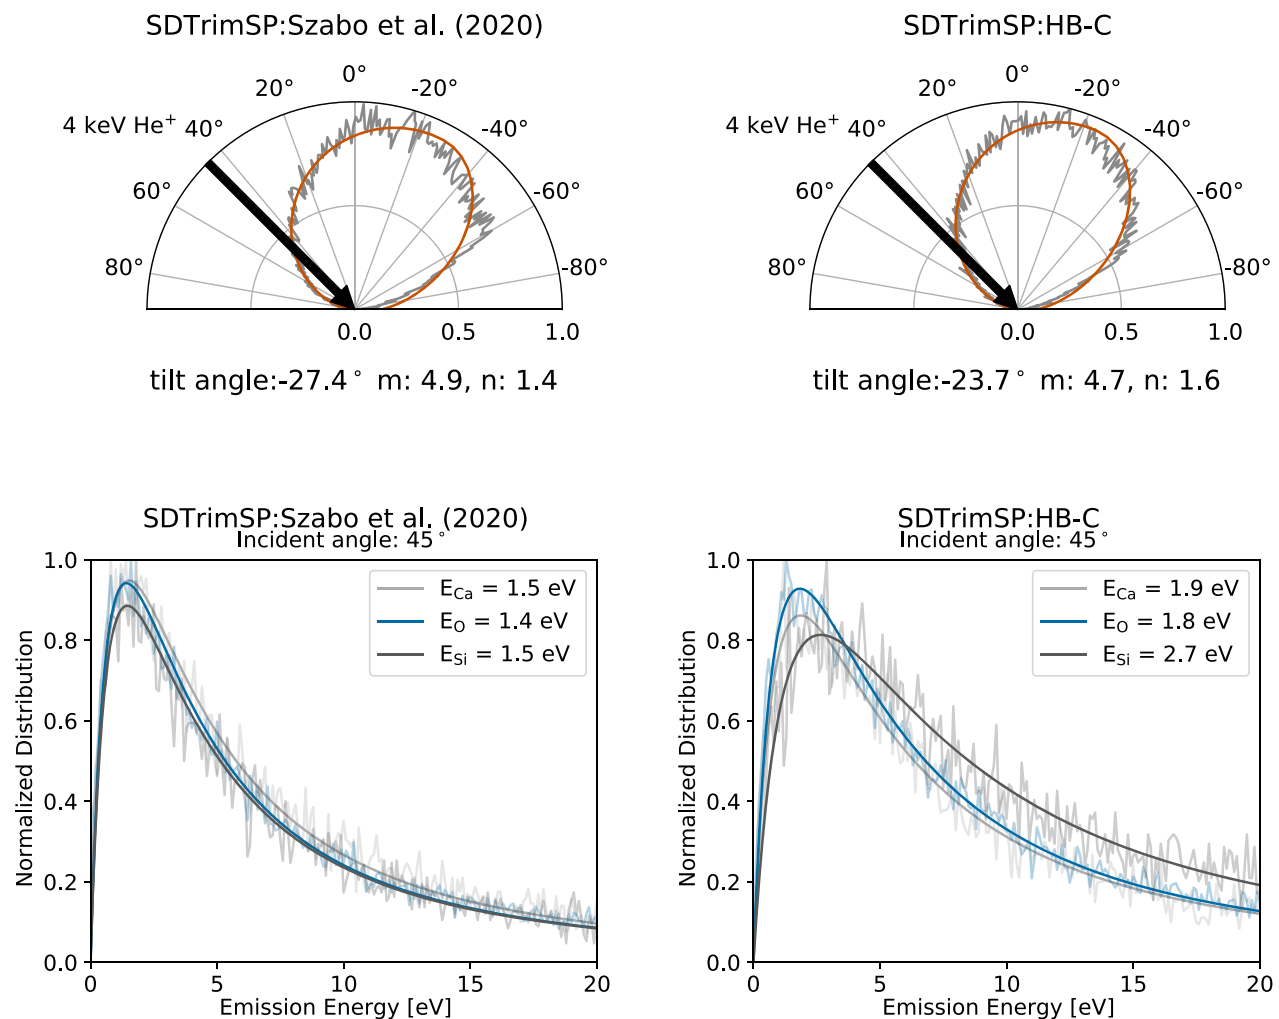 SDTrimSP:Szabo et al. (2020)
0°
20°
-20°
4 keV He⁺
40°
-40°
60°
-60°
80°
-80°
0.0
0.5
1.0
tilt angle:-27.4° m: 4.9, n: 1.4
SDTrimSP:HB-C
0°
20°
-20°
4 keV He⁺
40°
-40°
60°
-60°
80°
-80°
0.0
0.5
1.0
tilt angle:-23.7° m: 4.7, n: 1.6
SDTrimSP:Szabo et al. (2020)
Incident angle: 45°
1.0
0.8
0.6
0.4
0.2
0.0
Normalized Distribution
E_Ca = 1.5 eV
E_O = 1.4 eV
E_Si = 1.5 eV
0
5
10
15
20
Emission Energy [eV]
SDTrimSP:HB-C
Incident angle: 45°
1.0
0.8
0.6
0.4
0.2
0.0
Normalized Distribution
E_Ca = 1.9 eV
E_O = 1.8 eV
E_Si = 2.7 eV
0
5
10
15
20
Emission Energy [eV]